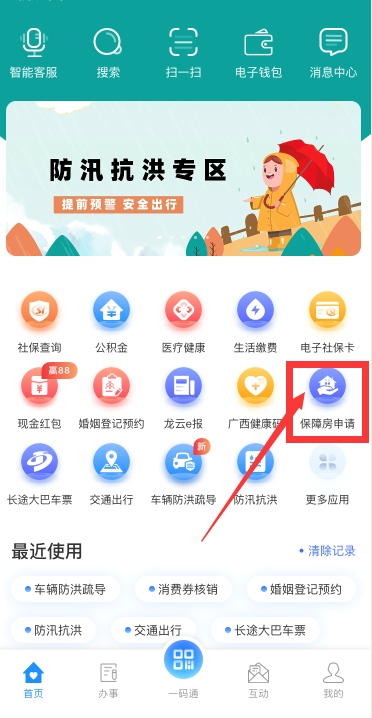 智能客服 搜索 扫一扫 电子钱包 消息中心
防汛抗洪专区
提前预警 安全出行
社保查询 公积金 医疗健康 生活缴费 电子社保卡
赢88
现金红包 婚姻登记预约 龙云e报 广西健康码 保障房申请
新
长途大巴车票 交通出行 车辆防洪疏导 防汛抗洪 更多应用
最近使用 清除记录
车辆防洪疏导 消费券核销 婚姻登记预约
防汛抗洪 交通出行 长途大巴车票
首页 办事 一码通 互动 我的